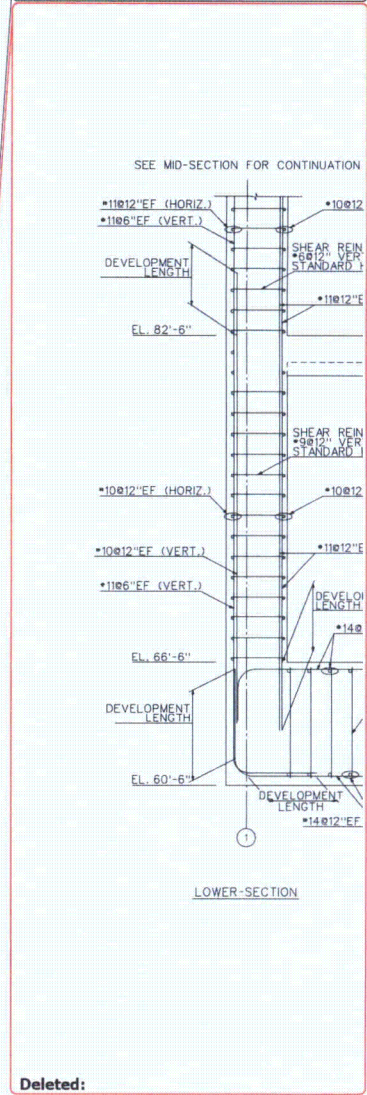 SEE MID-SECTION FOR CONTINUATION
•11@12"EF (HORIZ.)
•10@12
•11@6"EF (VERT.)
SHEAR REIN
•6@12" VER
STANDARD
DEVELOPMENT
LENGTH
•11@12"E
EL. 82'-6"
SHEAR REIN
•9@12" VER
STANDARD
•10@12"EF (HORIZ.)
•10@12
•10@12"EF (VERT.)
•11@12"E
•11@6"EF (VERT.)
DEVELO
LENGTH
•14@
EL. 66'-6"
DEVELOPMENT
LENGTH
EL. 60'-6"
DEVELOPMENT
LENGTH
•14@12"EF
1
LOWER-SECTION
Deleted: